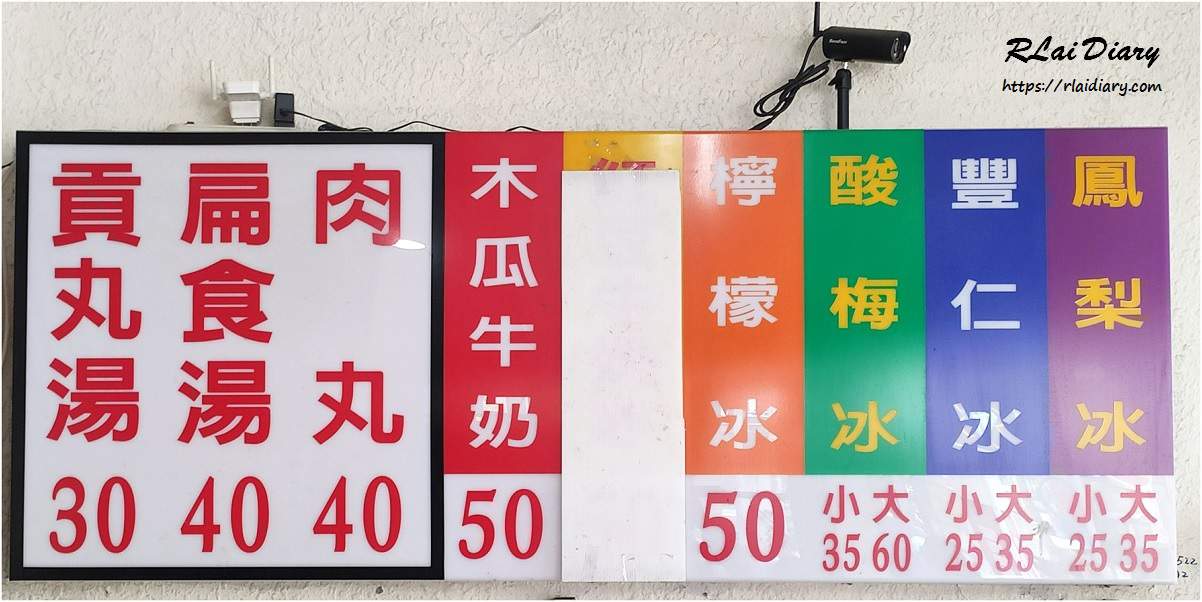 RLai Diary
https://rlaidiary.com
肉丸
40
扁食湯
40
貢丸湯
30
木瓜牛奶
50
檸檬冰
50
酸梅冰
小 大
35 60
豐仁冰
小 大
25 35
鳳梨冰
小 大
25 35